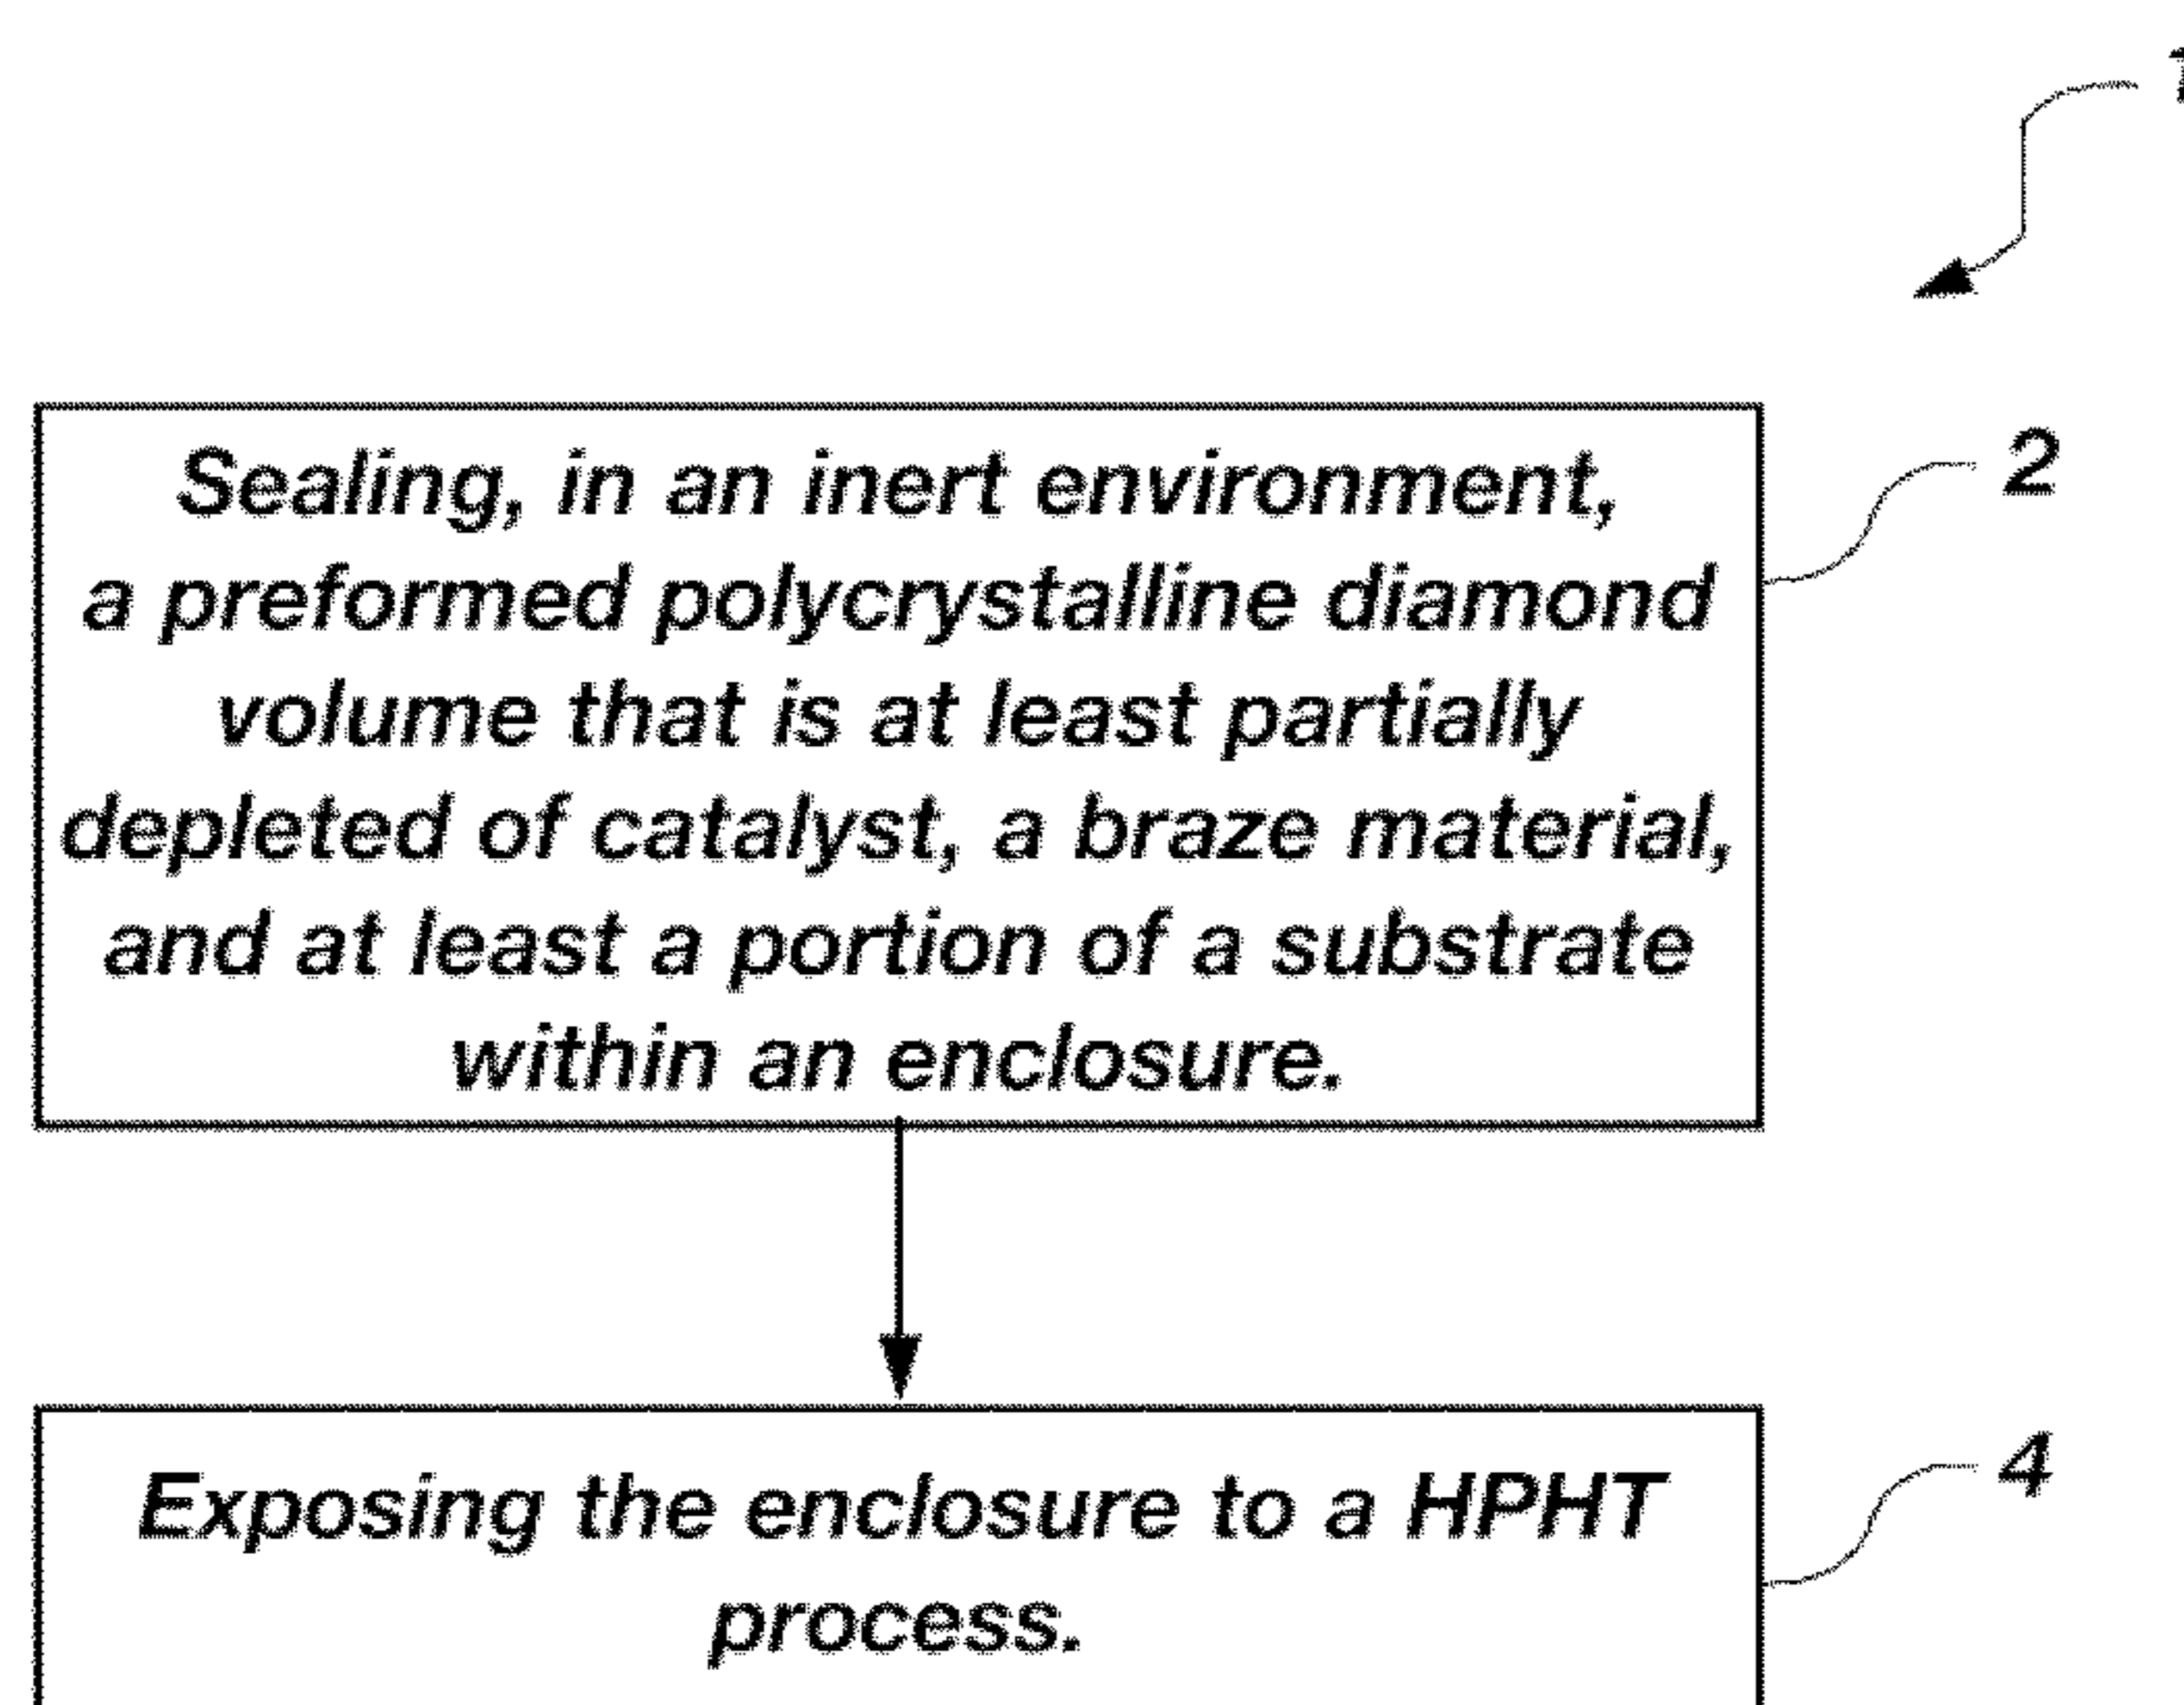 2
Sealing, in an inert environment,
a preformed polycrystalline diamond
volume that is at least partially
depleted of catalyst, a braze material,
and at least a portion of a substrate
within an enclosure.
4
Exposing the enclosure to a HPHT
process.